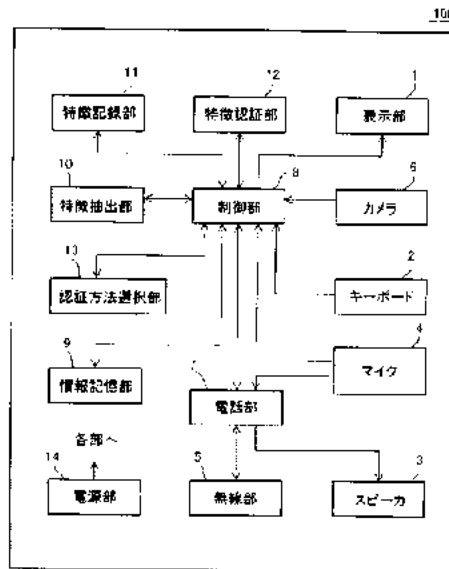 100
11
12
1
特徴記録部
特徴認証部
表示部
10
8
6
特徴抽出部
制御部
カメラ
13
2
認証方法選択部
キーボード
9
4
情報記憶部
マイク
電話部
各部へ
14
5
3
電源部
無線部
スピーカ